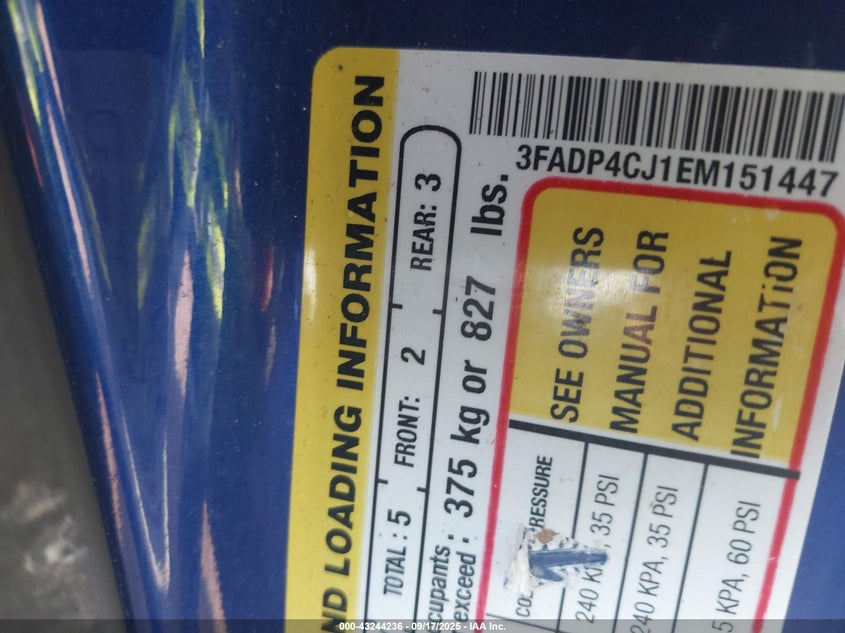 ND LOADING INFORMATION
TOTAL: 5 FRONT: 2 REAR: 3
cupants
exceed : 375 kg or 827 lbs.
3FADP4CJ1EM151447
SEE OWNERS
MANUAL FOR
ADDITIONAL
INFORMATION
240 KPA, 35 PSI
240 KPA, 35 PSI
5 KPA, 60 PSI
000-43244236 - 09/17/2025 - IAA Inc.